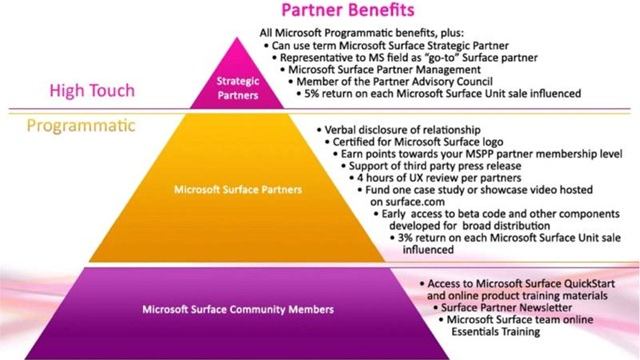 Partner Benefits
All Microsoft Programmatic benefits, plus:
• Can use term Microsoft Surface Strategic Partner
• Representative to MS field as “go-to” Surface partner
• Microsoft Surface Partner Management
• Member of the Partner Advisory Council
• 5% return on each Microsoft Surface Unit sale influenced
Strategic
Partners
High Touch
Programmatic
• Verbal disclosure of relationship
• Certified for Microsoft Surface logo
• Earn points towards your MSPP partner membership level
• Support of third party press release
• 4 hours of UX review per partners
• Fund one case study or showcase video hosted
on surface.com
• Early access to beta code and other components
developed for broad distribution
• 3% return on each Microsoft Surface Unit sale
influenced
Microsoft Surface Partners
• Access to Microsoft Surface QuickStart
and online product training materials
• Surface Partner Newsletter
• Microsoft Surface team online
Essentials Training
Microsoft Surface Community Members